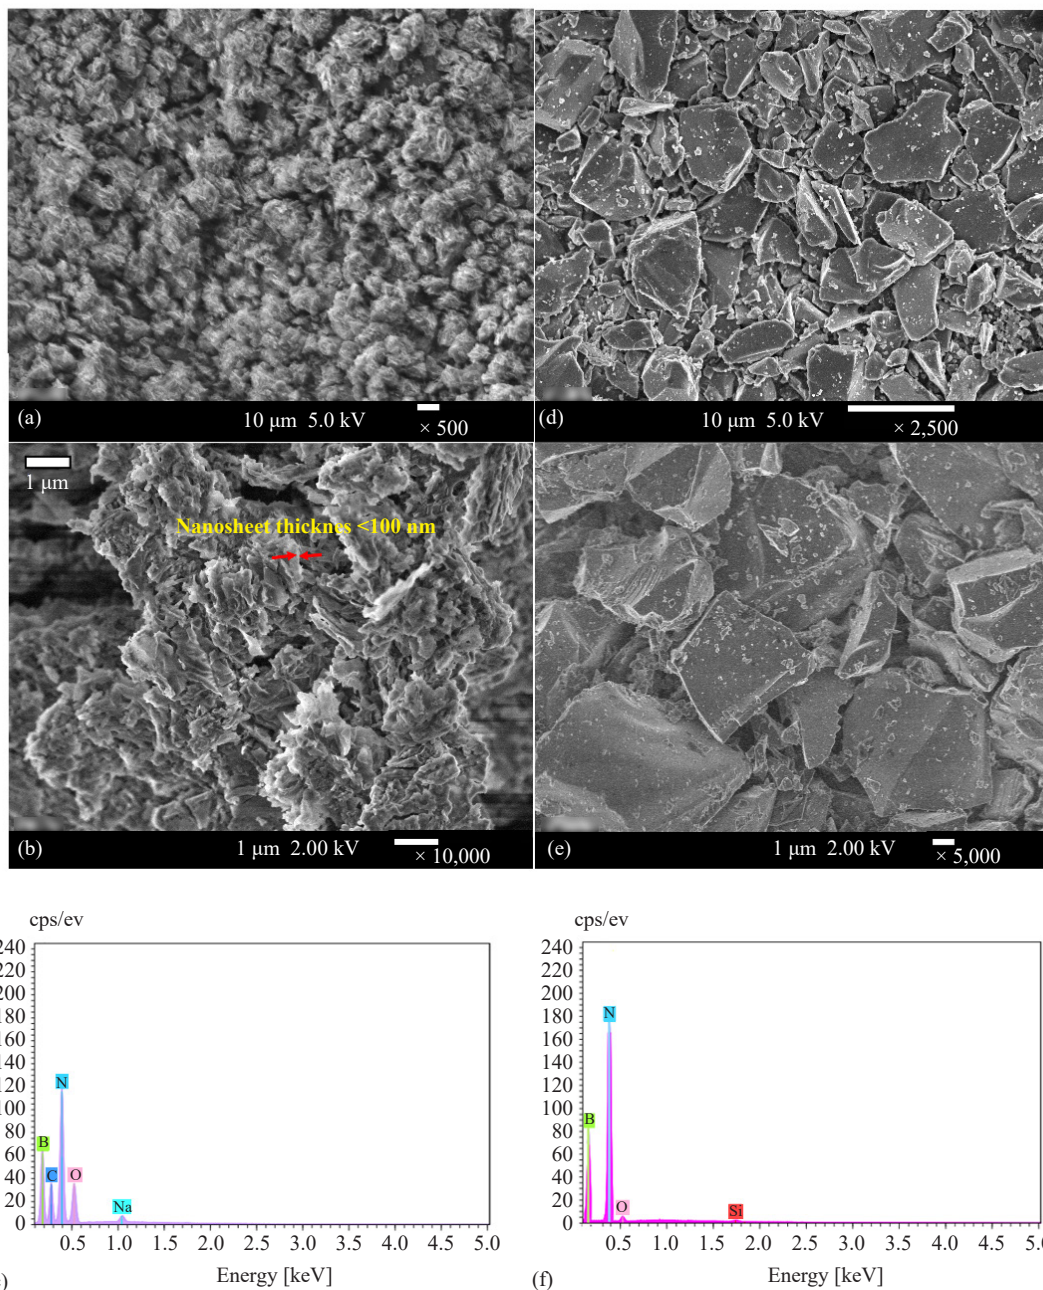 (a)
10 µm 5.0 kV
× 500
(d)
10 µm 5.0 kV
× 2,500
1 µm
Nanosheet thicknes <100 nm
(b)
1 µm 2.00 kV
× 10,000
(e)
1 µm 2.00 kV
× 5,000
cps/ev
240
220
200
180
160
140
120
100
80
60
40
20
0
B
C
N
O
Na
0.5 1.0 1.5 2.0 2.5 3.0 3.5 4.0 4.5 5.0
Energy [keV]
)
cps/ev
240
220
200
180
160
140
120
100
80
60
40
20
0
B
N
O
Si
0.5 1.0 1.5 2.0 2.5 3.0 3.5 4.0 4.5 5.0
Energy [keV]
(f)